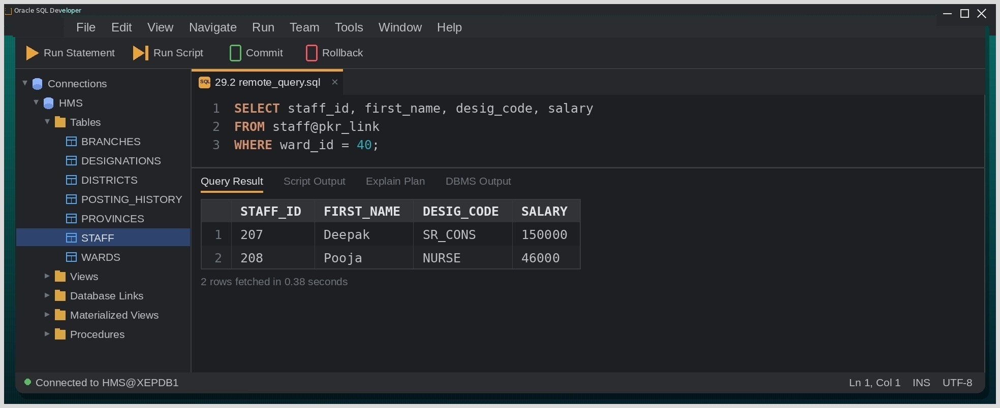 Oracle SQL Developer
File Edit View Navigate Run Team Tools Window Help
Run Statement Run Script Commit Rollback
Connections
HMS
Tables
BRANCHES
DESIGNATIONS
DISTRICTS
POSTING_HISTORY
PROVINCES
STAFF
WARDS
Views
Database Links
Materialized Views
Procedures
SQL 29.2 remote_query.sql ×
1 SELECT staff_id, first_name, desig_code, salary
2 FROM staff@pkr_link
3 WHERE ward_id = 40;
Query Result Script Output Explain Plan DBMS Output
STAFF_ID FIRST_NAME DESIG_CODE SALARY
1 207 Deepak SR_CONS 150000
2 208 Pooja NURSE 46000
2 rows fetched in 0.38 seconds
Connected to HMS@XEPDB1 Ln 1, Col 1 INS UTF-8